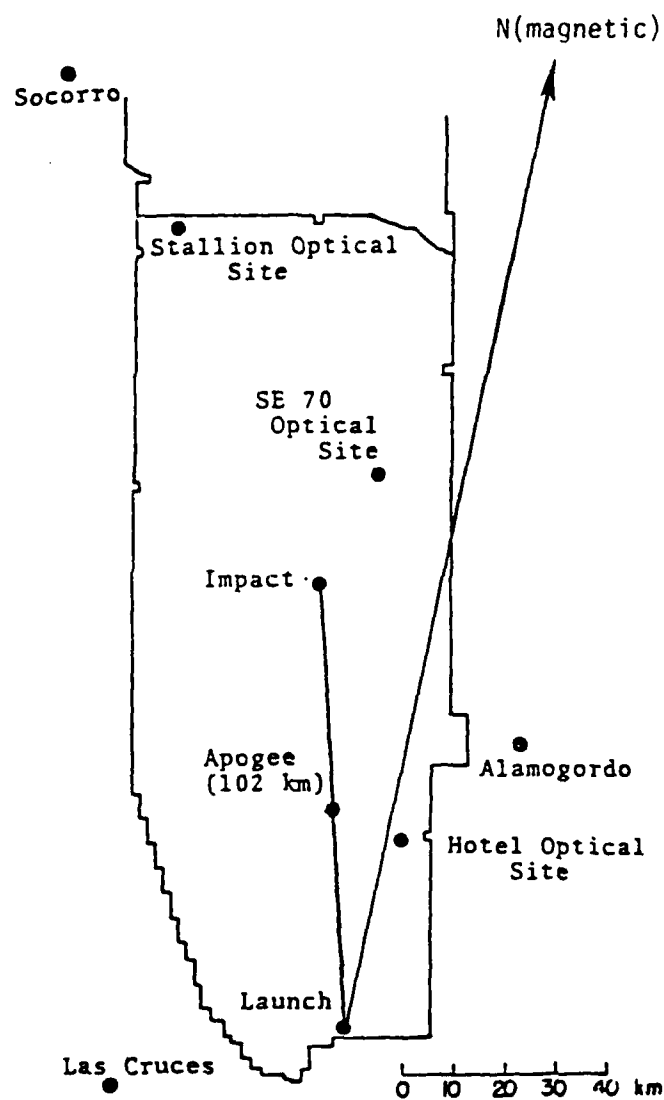 N(magnetic)
Socorro
Stallion Optical
Site
SE 70
Optical
Site
Impact
Apogee
(102 km)
Alamogordo
Hotel Optical
Site
Launch
Las Cruces
0 10 20 30 40 km